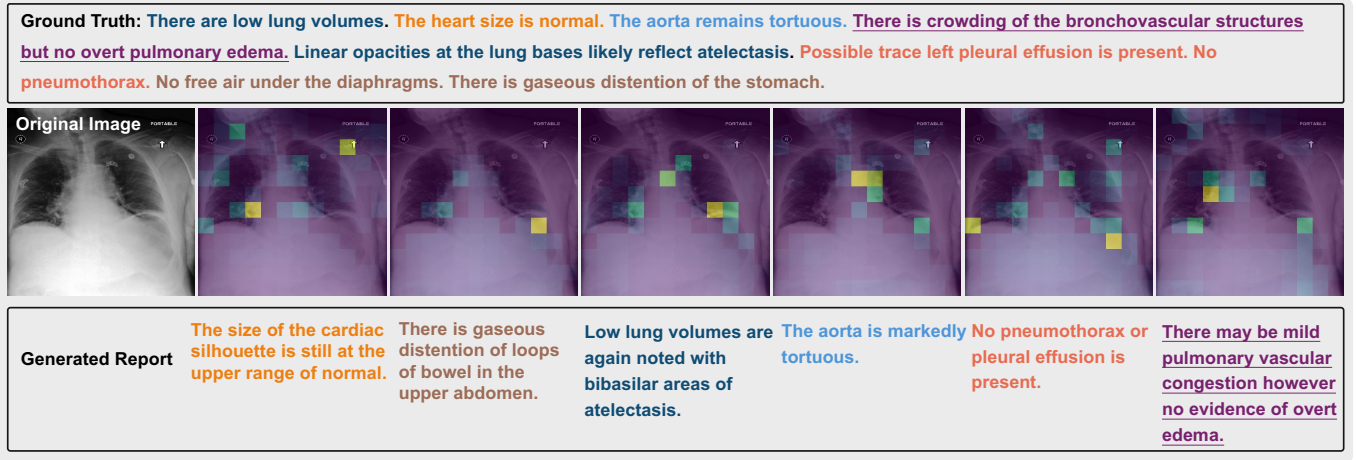 Ground Truth: There are low lung volumes. The heart size is normal. The aorta remains tortuous. There is crowding of the bronchovascular structures
but no overt pulmonary edema. Linear opacities at the lung bases likely reflect atelectasis. Possible trace left pleural effusion is present. No
pneumothorax. No free air under the diaphragms. There is gaseous distention of the stomach.
Original Image
PORTABLE
PORTABLE
PORTABLE
PORTABLE
PORTABLE
PORTABLE
PORTABLE
Generated Report
The size of the cardiac
silhouette is still at the
upper range of normal.
There is gaseous
distention of loops
of bowel in the
upper abdomen.
Low lung volumes are
again noted with
bibasilar areas of
atelectasis.
The aorta is markedly
tortuous.
No pneumothorax or
pleural effusion is
present.
There may be mild
pulmonary vascular
congestion however
no evidence of overt
edema.